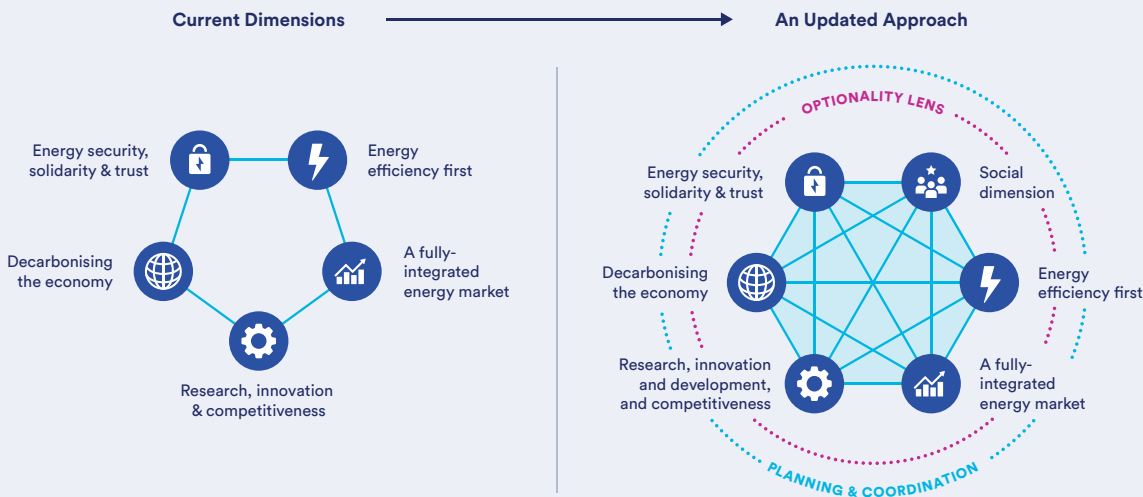 Current Dimensions
An Updated Approach
Energy security,
solidarity & trust
Energy
efficiency first
Decarbonising
the economy
A fully-
integrated
energy market
Research, innovation
& competitiveness
OPTIONALITY LENS
Energy security,
solidarity & trust
Social
dimension
Decarbonising
the economy
Energy
efficiency first
Research, innovation
and development,
and competitiveness
A fully-
integrated
energy market
PLANNING & COORDINATION